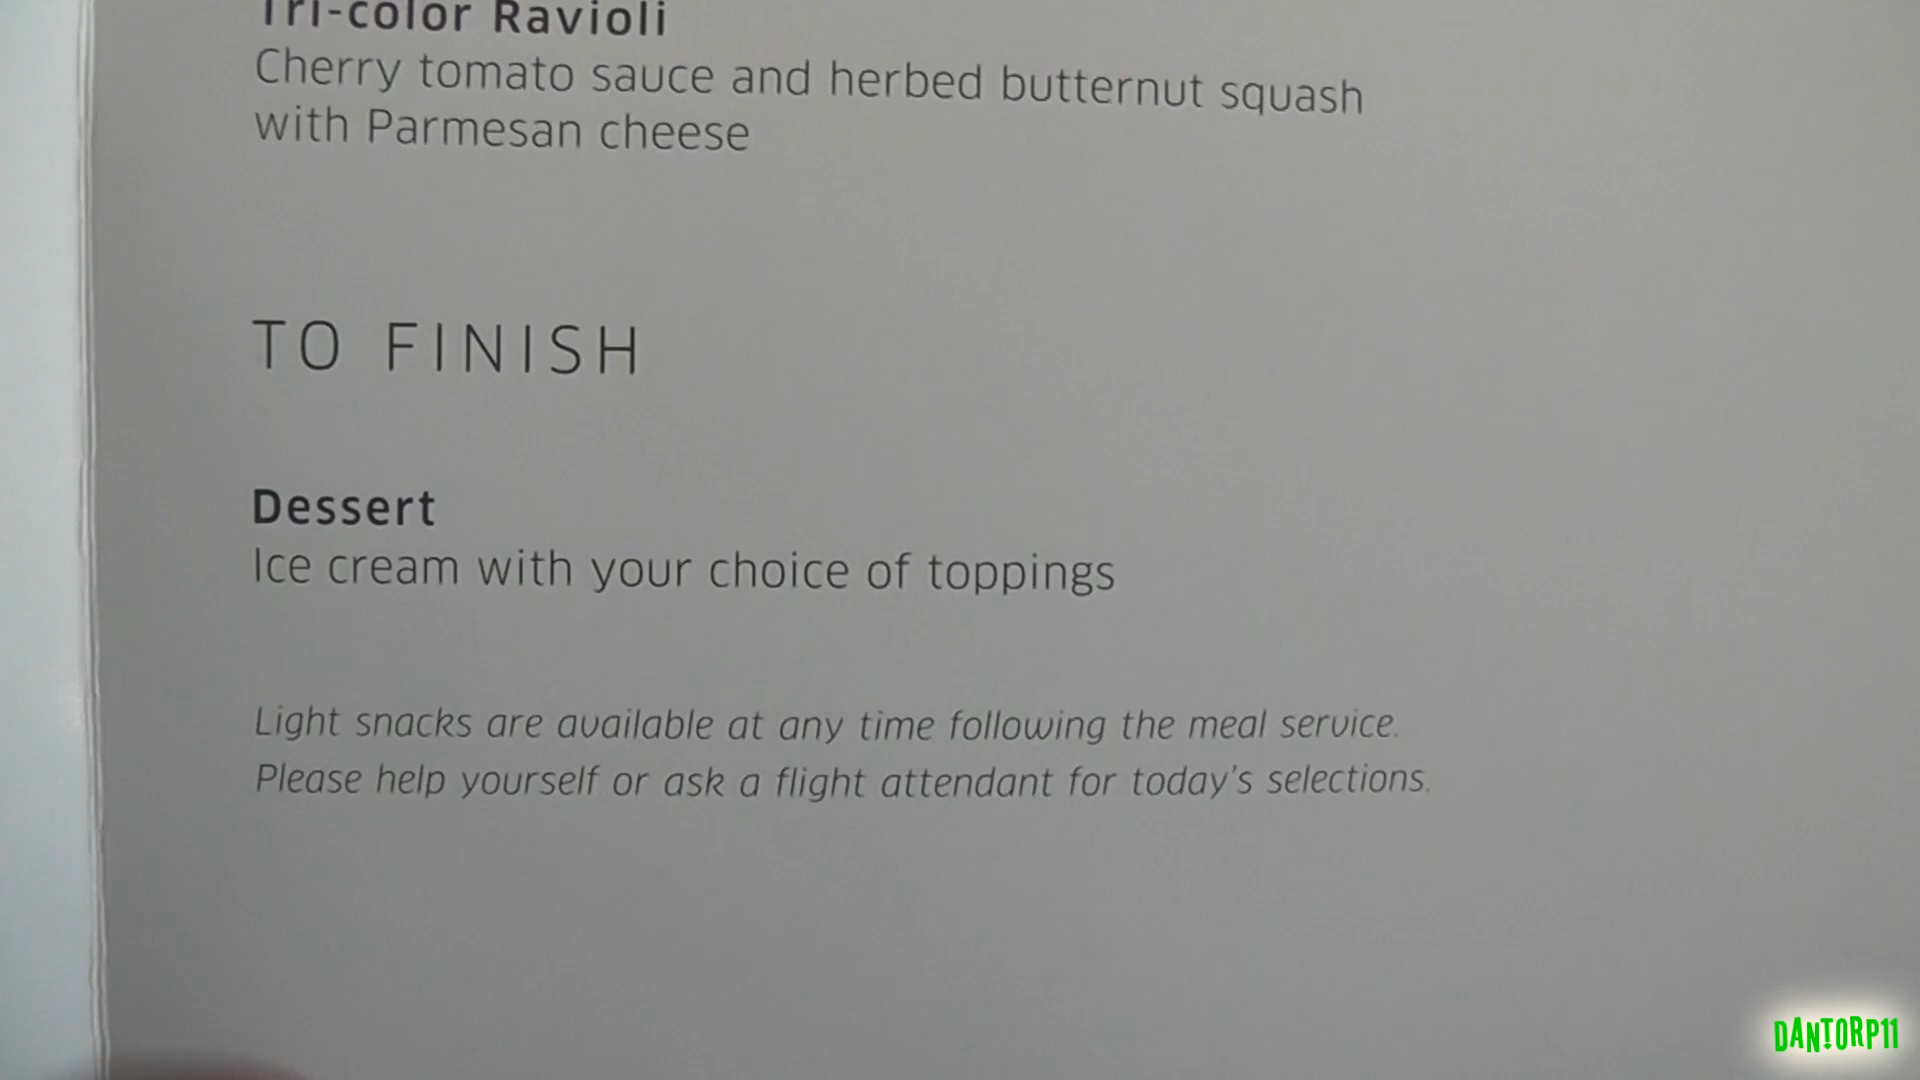 Tri-color Ravioli
Cherry tomato sauce and herbed butternut squash
with Parmesan cheese
TO FINISH
Dessert
Ice cream with your choice of toppings
Light snacks are available at any time following the meal service.
Please help yourself or ask a flight attendant for today's selections.
DANTORP11